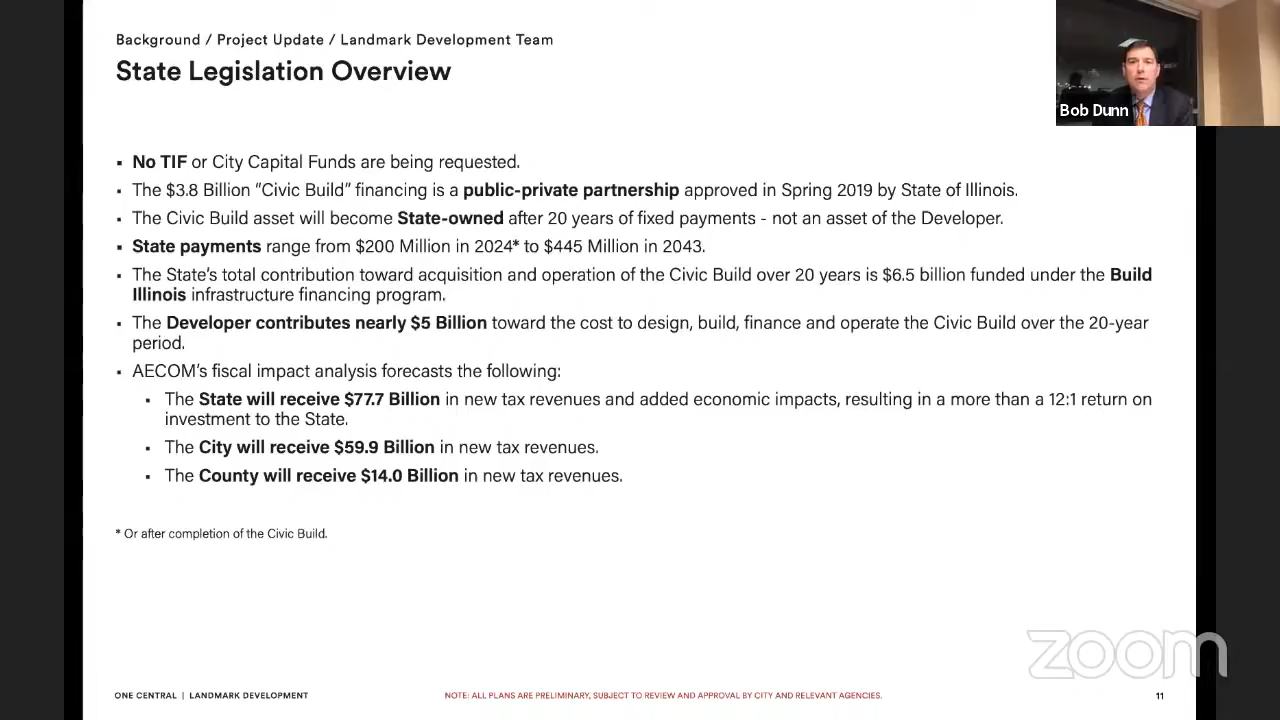 Background / Project Update / Landmark Development Team
State Legislation Overview
Bob Dunn
▪ No TIF or City Capital Funds are being requested.
▪ The $3.8 Billion "Civic Build" financing is a public-private partnership approved in Spring 2019 by State of Illinois.
▪ The Civic Build asset will become State-owned after 20 years of fixed payments - not an asset of the Developer.
▪ State payments range from $200 Million in 2024* to $445 Million in 2043.
▪ The State's total contribution toward acquisition and operation of the Civic Build over 20 years is $6.5 billion funded under the Build
Illinois infrastructure financing program.
▪ The Developer contributes nearly $5 Billion toward the cost to design, build, finance and operate the Civic Build over the 20-year
period.
▪ AECOM's fiscal impact analysis forecasts the following:
▪ The State will receive $77.7 Billion in new tax revenues and added economic impacts, resulting in a more than a 12:1 return on
investment to the State.
▪ The City will receive $59.9 Billion in new tax revenues.
▪ The County will receive $14.0 Billion in new tax revenues.
* Or after completion of the Civic Build.
zoom
ONE CENTRAL | LANDMARK DEVELOPMENT
NOTE: ALL PLANS ARE PRELIMINARY, SUBJECT TO REVIEW AND APPROVAL BY CITY AND RELEVANT AGENCIES.
11